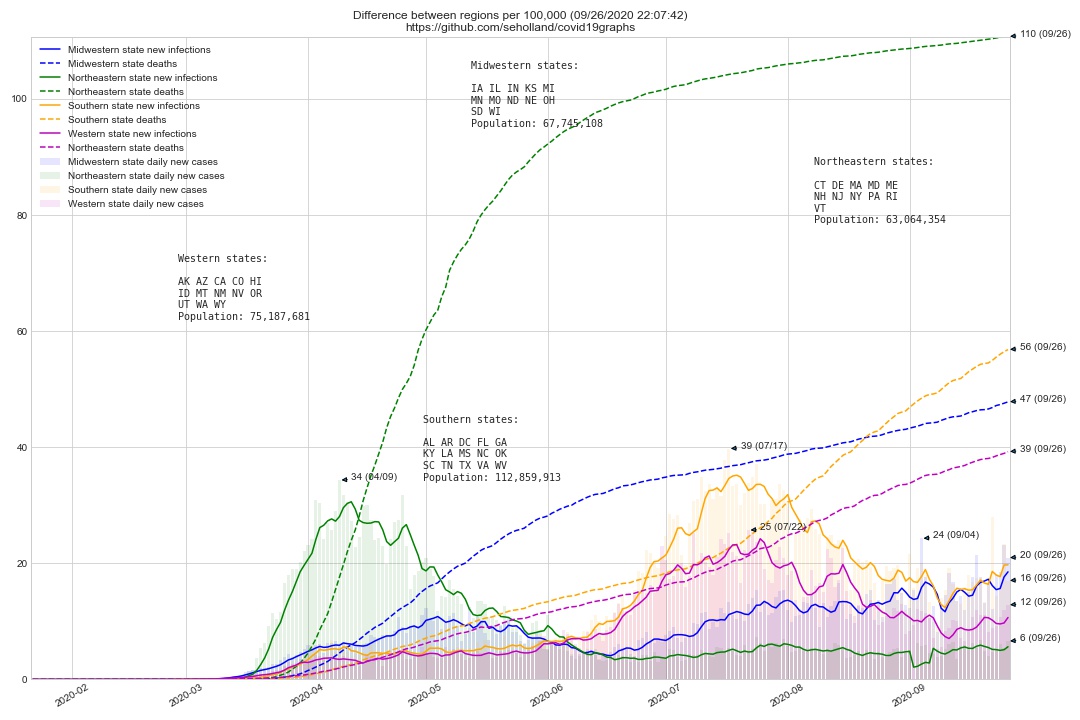 Difference between regions per 100,000 (09/26/2020 22:07:42)
https://github.com/seholland/covid19graphs
Midwestern state new infections
Midwestern state deaths
Northeastern state new infections
Northeastern state deaths
Southern state new infections
Southern state deaths
Western state new infections
Northeastern state deaths
Midwestern state daily new cases
Northeastern state daily new cases
Southern state daily new cases
Western state daily new cases
Midwestern states:
IA IL IN KS MI
MN MO ND NE OH
SD WI
Population: 67,745,108
Northeastern states:
CT DE MA MD ME
NH NJ NY PA RI
VT
Population: 63,064,354
Western states:
AK AZ CA CO HI
ID MT NM NV OR
UT WA WY
Population: 75,187,681
Southern states:
AL AR DC FL GA
KY LA MS NC OK
SC TN TX VA WV
Population: 112,859,913
110 (09/26)
56 (09/26)
47 (09/26)
39 (09/26)
39 (07/17)
34 (04/09)
25 (07/22)
24 (09/04)
20 (09/26)
16 (09/26)
12 (09/26)
6 (09/26)
100
80
60
40
20
0
2020-02
2020-03
2020-04
2020-05
2020-06
2020-07
2020-08
2020-09